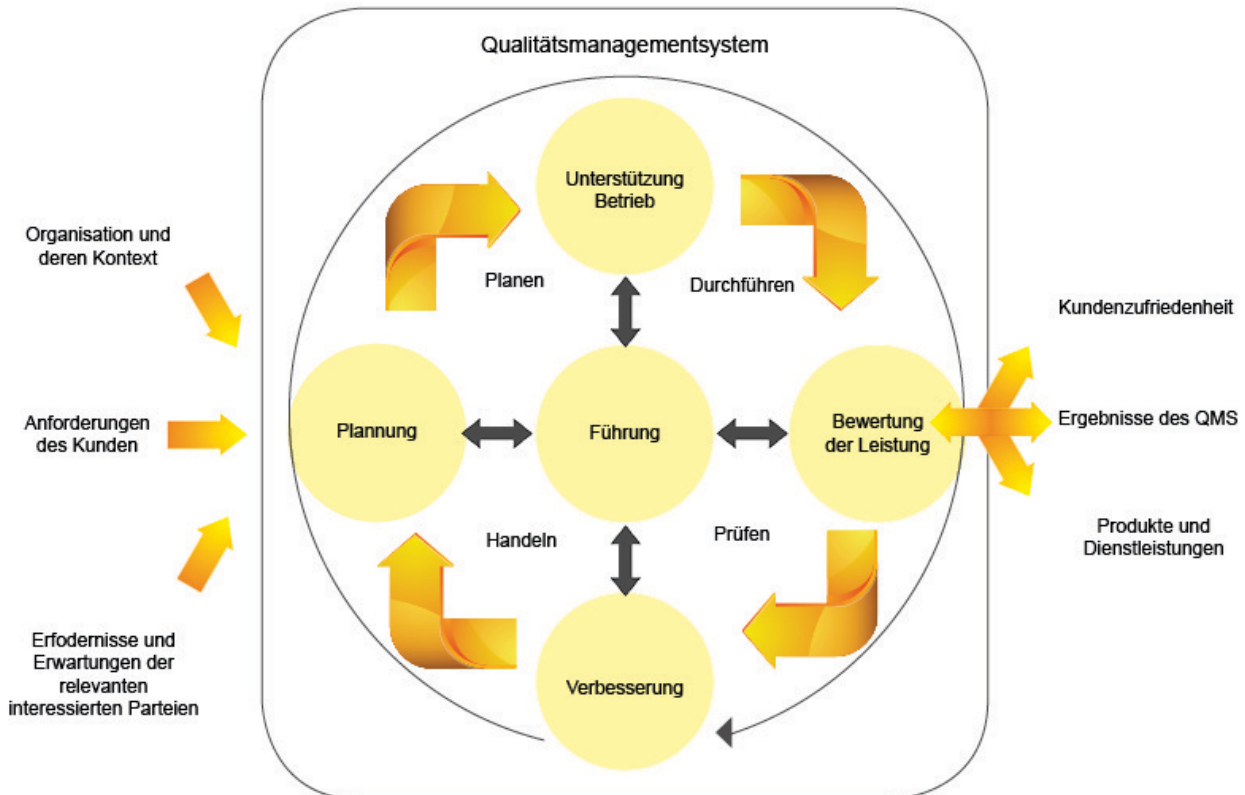 Qualitätsmanagementsystem
Unterstützung
Betrieb
Organisation und
deren Kontext
Planen
Durchführen
Kundenzufriedenheit
Anforderungen
des Kunden
Plannung
Führung
Bewertung
der Leistung
Ergebnisse des QMS
Handeln
Prüfen
Produkte und
Dienstleistungen
Erfodernisse und
Erwartungen der
relevanten
interessierten Parteien
Verbesserung